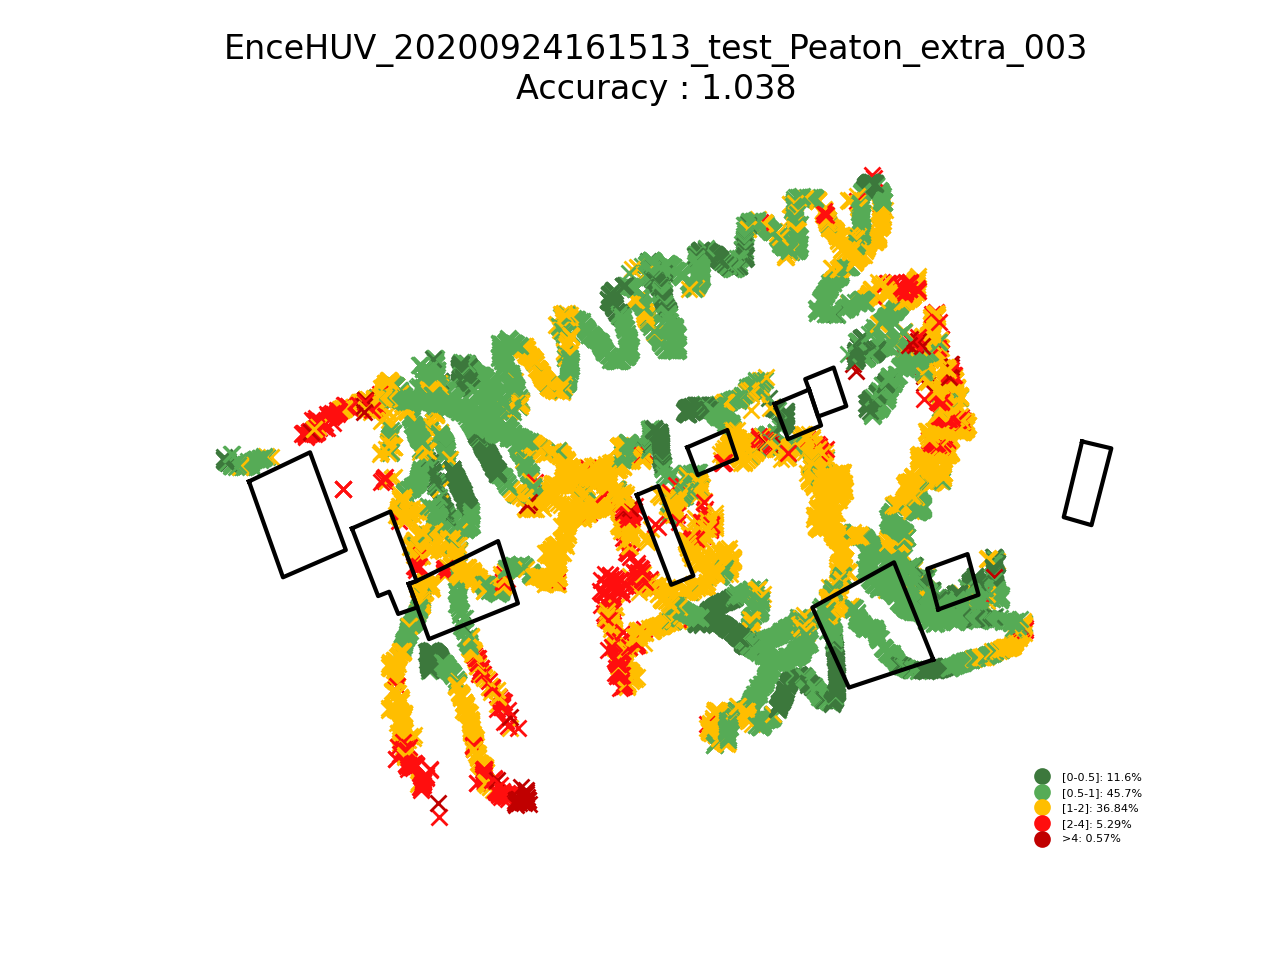 EnceHUV_20200924161513_test_Peaton_extra_003
Accuracy : 1.038
[0-0.5]: 11.6%
[0.5-1]: 45.7%
[1-2]: 36.84%
[2-4]: 5.29%
>4: 0.57%